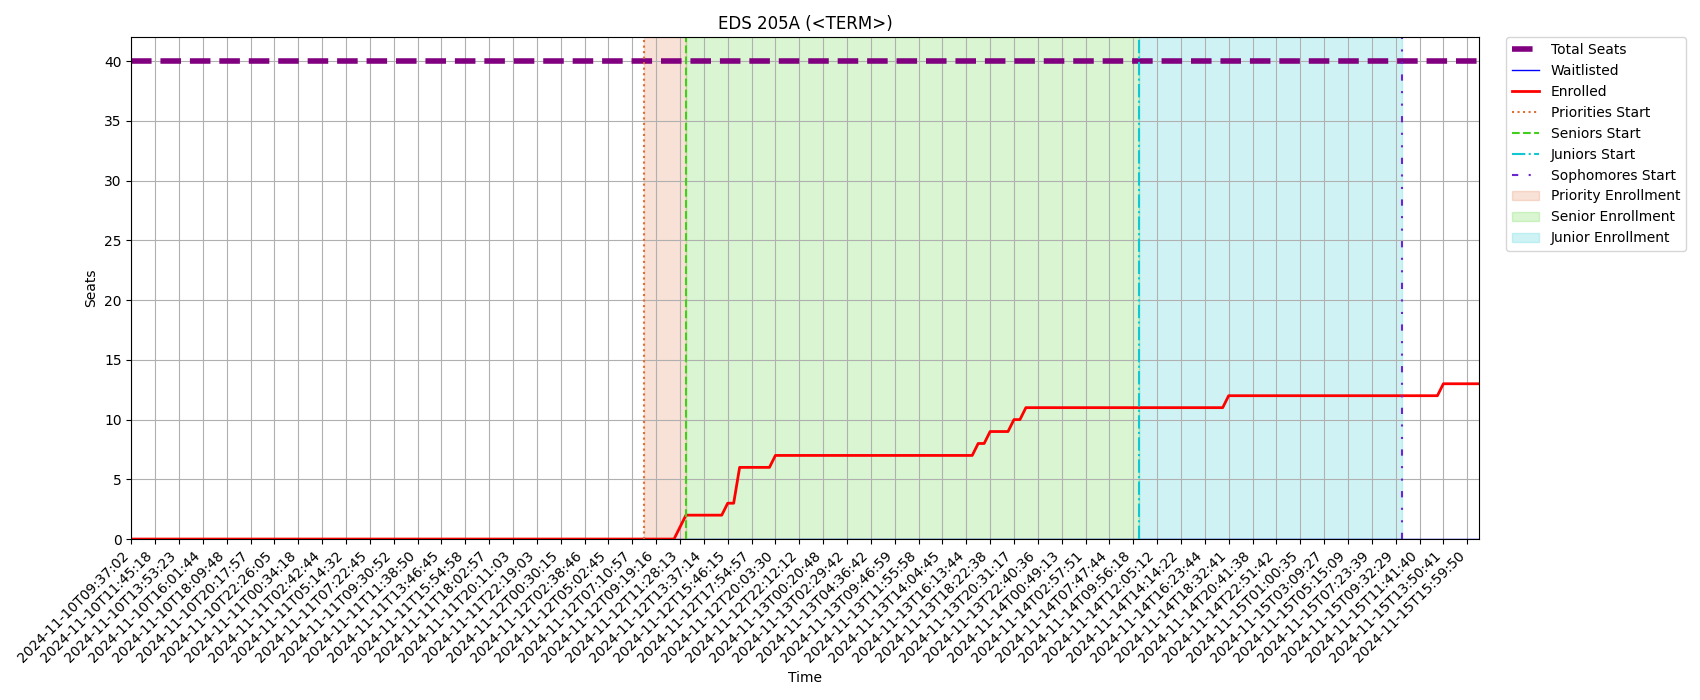 EDS 205A (<TERM>)
Total Seats
Waitlisted
Enrolled
Priorities Start
Seniors Start
Juniors Start
Sophomores Start
Priority Enrollment
Senior Enrollment
Junior Enrollment
Seats
40
35
30
25
20
15
10
5
0
2024-11-10T09:37:02
2024-11-10T11:45:18
2024-11-10T13:53:23
2024-11-10T16:01:44
2024-11-10T18:09:48
2024-11-10T20:17:57
2024-11-10T22:26:05
2024-11-11T00:34:18
2024-11-11T02:42:44
2024-11-11T05:14:32
2024-11-11T07:22:45
2024-11-11T09:30:52
2024-11-11T11:38:50
2024-11-11T13:46:45
2024-11-11T15:54:58
2024-11-11T18:02:57
2024-11-11T20:11:03
2024-11-11T22:19:03
2024-11-12T00:30:15
2024-11-12T02:38:46
2024-11-12T05:02:45
2024-11-12T07:10:57
2024-11-12T09:19:16
2024-11-12T11:28:13
2024-11-12T13:37:14
2024-11-12T15:46:15
2024-11-12T17:54:57
2024-11-12T20:03:30
2024-11-12T22:12:12
2024-11-13T00:20:48
2024-11-13T02:29:42
2024-11-13T04:36:42
2024-11-13T09:46:59
2024-11-13T11:55:58
2024-11-13T14:04:45
2024-11-13T16:13:44
2024-11-13T18:22:38
2024-11-13T20:31:17
2024-11-13T22:40:36
2024-11-14T00:49:13
2024-11-14T02:57:51
2024-11-14T07:47:44
2024-11-14T09:56:18
2024-11-14T12:05:12
2024-11-14T14:14:22
2024-11-14T16:23:44
2024-11-14T18:32:41
2024-11-14T20:41:38
2024-11-14T22:51:42
2024-11-15T01:00:35
2024-11-15T03:09:27
2024-11-15T05:15:09
2024-11-15T07:23:39
2024-11-15T09:32:29
2024-11-15T11:41:40
2024-11-15T13:50:41
2024-11-15T15:59:50
Time